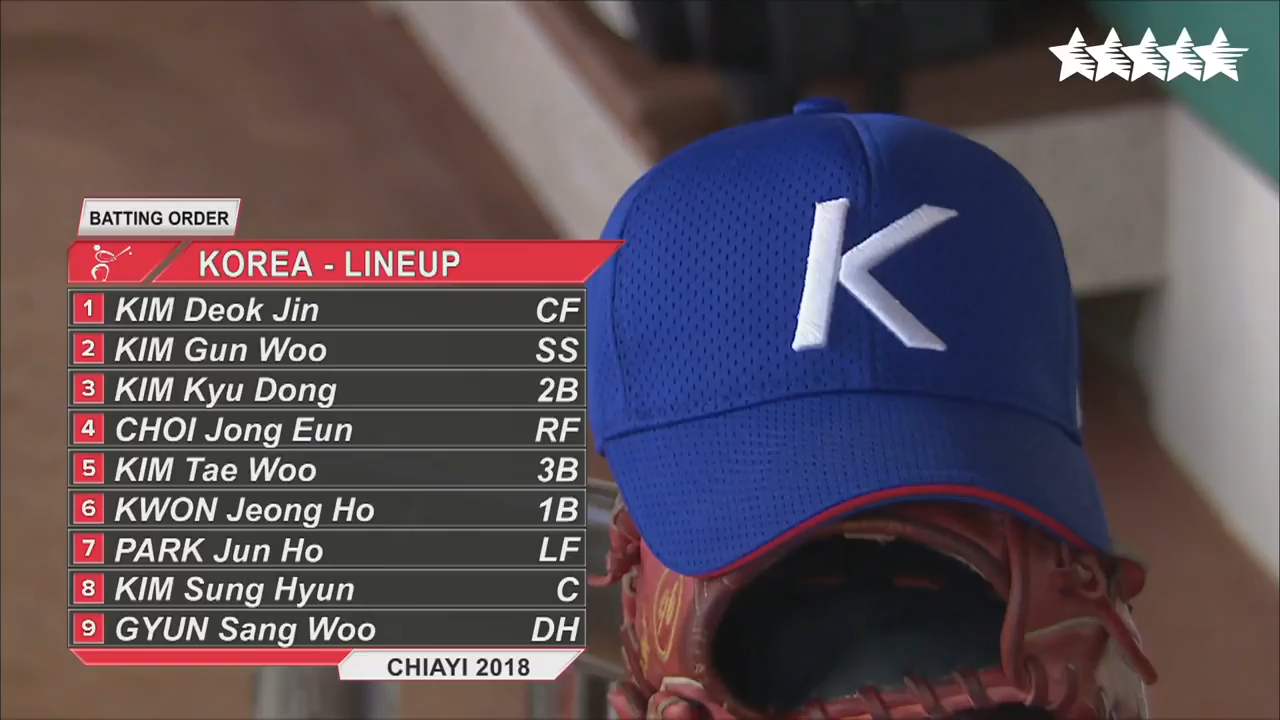 BATTING ORDER
KOREA - LINEUP
1 KIM Deok Jin CF
2 KIM Gun Woo SS
3 KIM Kyu Dong 2B
4 CHOI Jong Eun RF
5 KIM Tae Woo 3B
6 KWON Jeong Ho 1B
7 PARK Jun Ho LF
8 KIM Sung Hyun C
9 GYUN Sang Woo DH
CHIAYI 2018
K